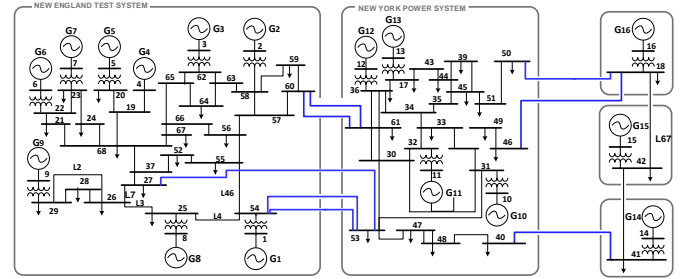 NEW ENGLAND TEST SYSTEM
NEW YORK POWER SYSTEM
G7 G5 G3 G2
G6 G4
7 5 3 2 59
6 4 65 62 63 60
23 20 58
22 64
21 24 19 66 57
67 56
G9 68 52
37 55
9 L2 27
28 L7 L46
L3
29 26 25 L4 54
8 1
G8 G1
G12 G13
13 43 39 50
12 44
36 17 45
35 51
34
61 33 49
32 46
30 31
11 10
G11
G10
53 47
48 40
G16
16
18
G15
15 L67
42
G14
14
41